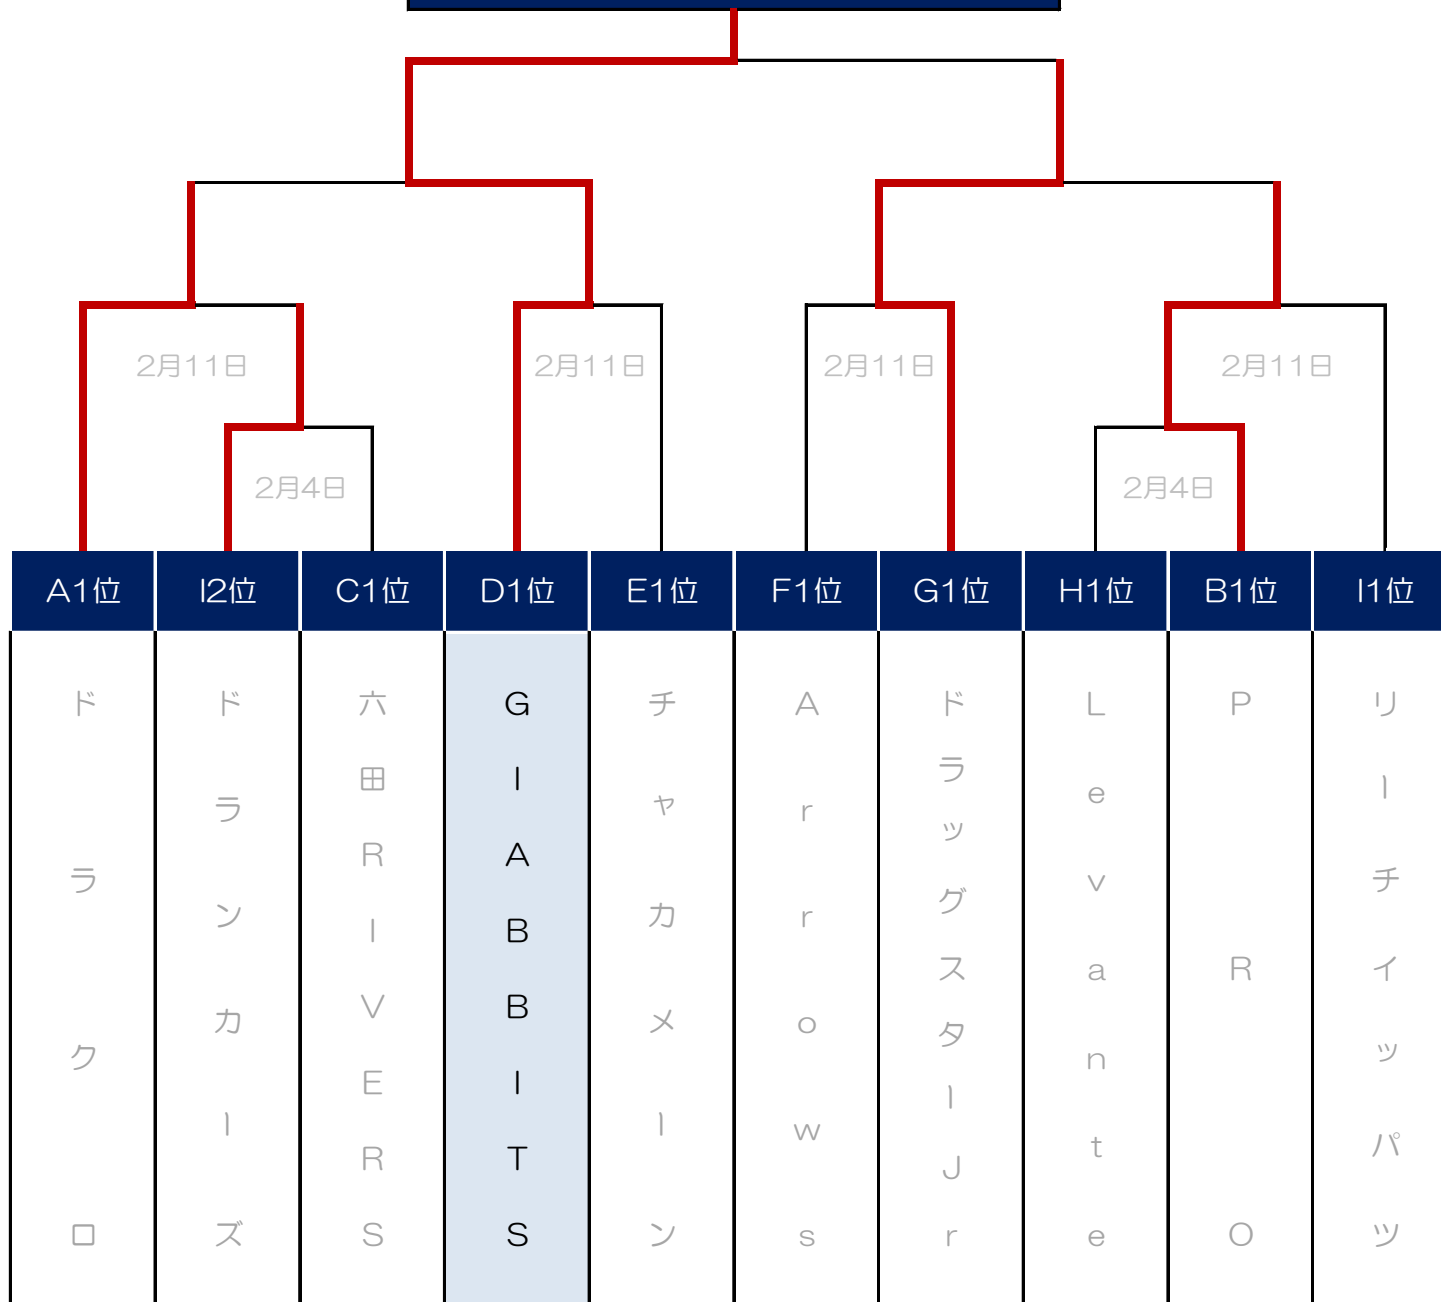 2月11日
2月11日
2月11日
2月11日
2月4日
2月4日
A1位
I2位
C1位
D1位
E1位
F1位
G1位
H1位
B1位
I1位
ドラクロ
ドランカーズ
六田RIVERS
GIABBITS
チャカメーン
Arrows
ドラッグスターJr
Levante
PRO
リーチイッパツ